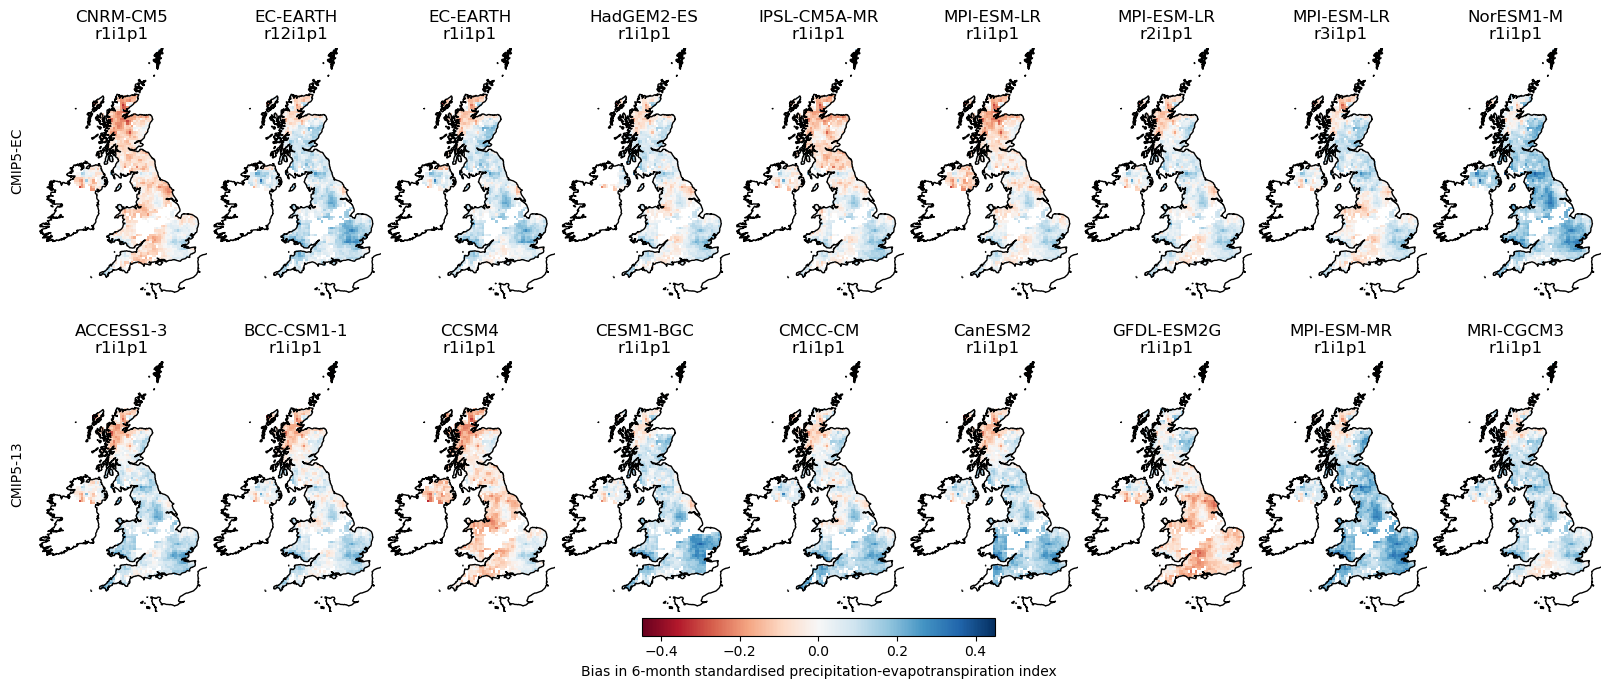 CNRM-CM5 EC-EARTH EC-EARTH HadGEM2-ES IPSL-CM5A-MR MPI-ESM-LR MPI-ESM-LR MPI-ESM-LR NorESM1-M
r1i1p1 r12i1p1 r1i1p1 r1i1p1 r1i1p1 r1i1p1 r2i1p1 r3i1p1 r1i1p1
CMIP5-EC
ACCESS1-3 BCC-CSM1-1 CCSM4 CESM1-BGC CMCC-CM CanESM2 GFDL-ESM2G MPI-ESM-MR MRI-CGCM3
r1i1p1 r1i1p1 r1i1p1 r1i1p1 r1i1p1 r1i1p1 r1i1p1 r1i1p1 r1i1p1
CMIP5-13
−0.4 −0.2 0.0 0.2 0.4
Bias in 6-month standardised precipitation-evapotranspiration index